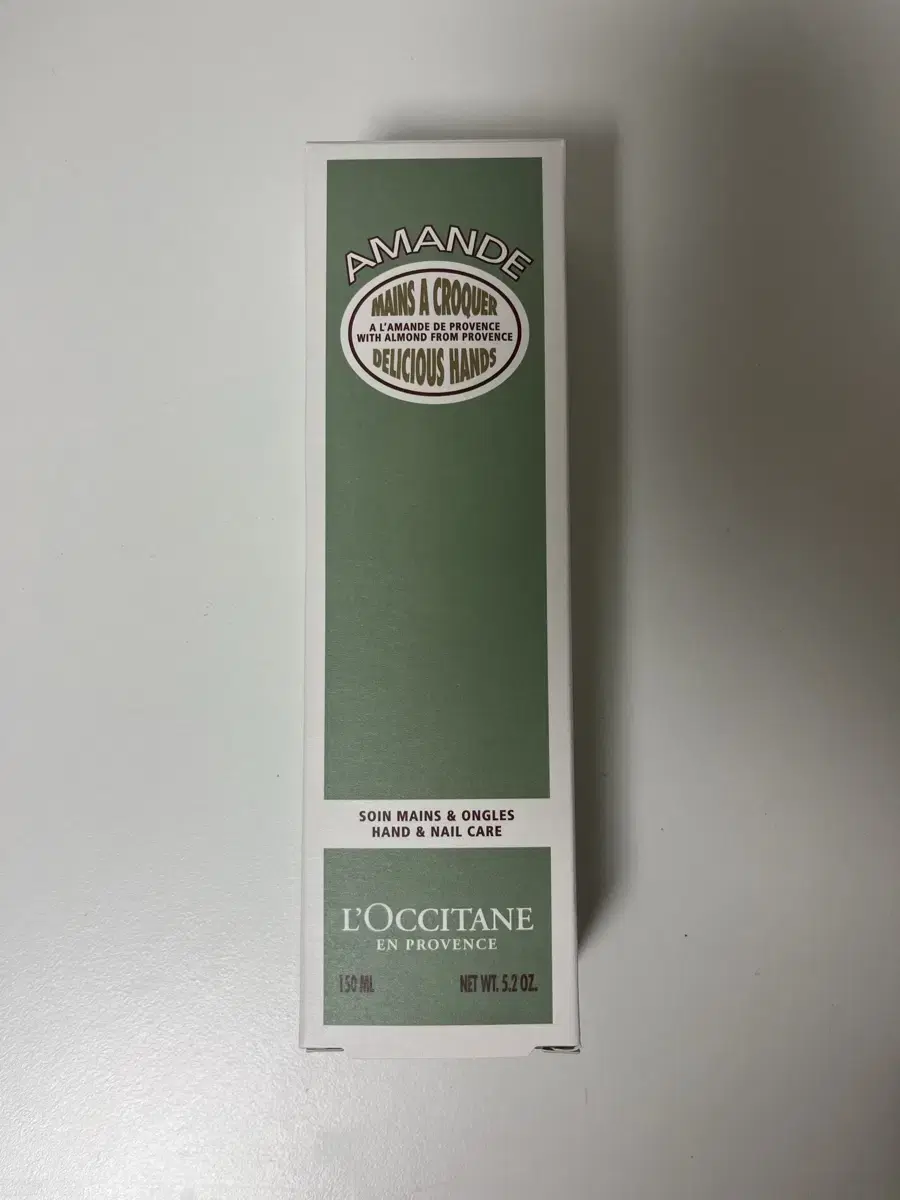 AMANDE
MAINS A CROQUER
A L'AMANDE DE PROVENCE
WITH ALMOND FROM PROVENCE
DELICIOUS HANDS
SOIN MAINS & ONGLES
HAND & NAIL CARE
L'OCCITANE
EN PROVENCE
150 ML NET WT. 5.2 OZ.